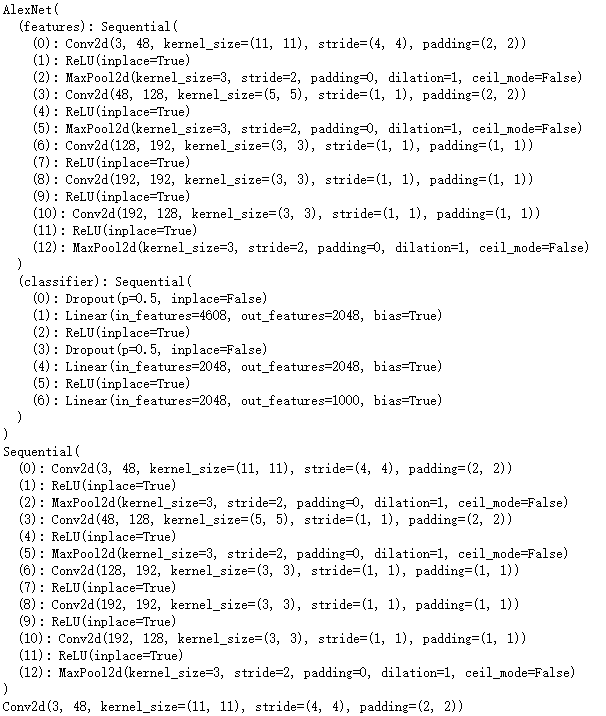 AlexNet(
  (features): Sequential(
    (0): Conv2d(3, 48, kernel_size=(11, 11), stride=(4, 4), padding=(2, 2))
    (1): ReLU(inplace=True)
    (2): MaxPool2d(kernel_size=3, stride=2, padding=0, dilation=1, ceil_mode=False)
    (3): Conv2d(48, 128, kernel_size=(5, 5), stride=(1, 1), padding=(2, 2))
    (4): ReLU(inplace=True)
    (5): MaxPool2d(kernel_size=3, stride=2, padding=0, dilation=1, ceil_mode=False)
    (6): Conv2d(128, 192, kernel_size=(3, 3), stride=(1, 1), padding=(1, 1))
    (7): ReLU(inplace=True)
    (8): Conv2d(192, 192, kernel_size=(3, 3), stride=(1, 1), padding=(1, 1))
    (9): ReLU(inplace=True)
    (10): Conv2d(192, 128, kernel_size=(3, 3), stride=(1, 1), padding=(1, 1))
    (11): ReLU(inplace=True)
    (12): MaxPool2d(kernel_size=3, stride=2, padding=0, dilation=1, ceil_mode=False)
  )
  (classifier): Sequential(
    (0): Dropout(p=0.5, inplace=False)
    (1): Linear(in_features=4608, out_features=2048, bias=True)
    (2): ReLU(inplace=True)
    (3): Dropout(p=0.5, inplace=False)
    (4): Linear(in_features=2048, out_features=2048, bias=True)
    (5): ReLU(inplace=True)
    (6): Linear(in_features=2048, out_features=1000, bias=True)
  )
)
Sequential(
  (0): Conv2d(3, 48, kernel_size=(11, 11), stride=(4, 4), padding=(2, 2))
  (1): ReLU(inplace=True)
  (2): MaxPool2d(kernel_size=3, stride=2, padding=0, dilation=1, ceil_mode=False)
  (3): Conv2d(48, 128, kernel_size=(5, 5), stride=(1, 1), padding=(2, 2))
  (4): ReLU(inplace=True)
  (5): MaxPool2d(kernel_size=3, stride=2, padding=0, dilation=1, ceil_mode=False)
  (6): Conv2d(128, 192, kernel_size=(3, 3), stride=(1, 1), padding=(1, 1))
  (7): ReLU(inplace=True)
  (8): Conv2d(192, 192, kernel_size=(3, 3), stride=(1, 1), padding=(1, 1))
  (9): ReLU(inplace=True)
  (10): Conv2d(192, 128, kernel_size=(3, 3), stride=(1, 1), padding=(1, 1))
  (11): ReLU(inplace=True)
  (12): MaxPool2d(kernel_size=3, stride=2, padding=0, dilation=1, ceil_mode=False)
)
Conv2d(3, 48, kernel_size=(11, 11), stride=(4, 4), padding=(2, 2))